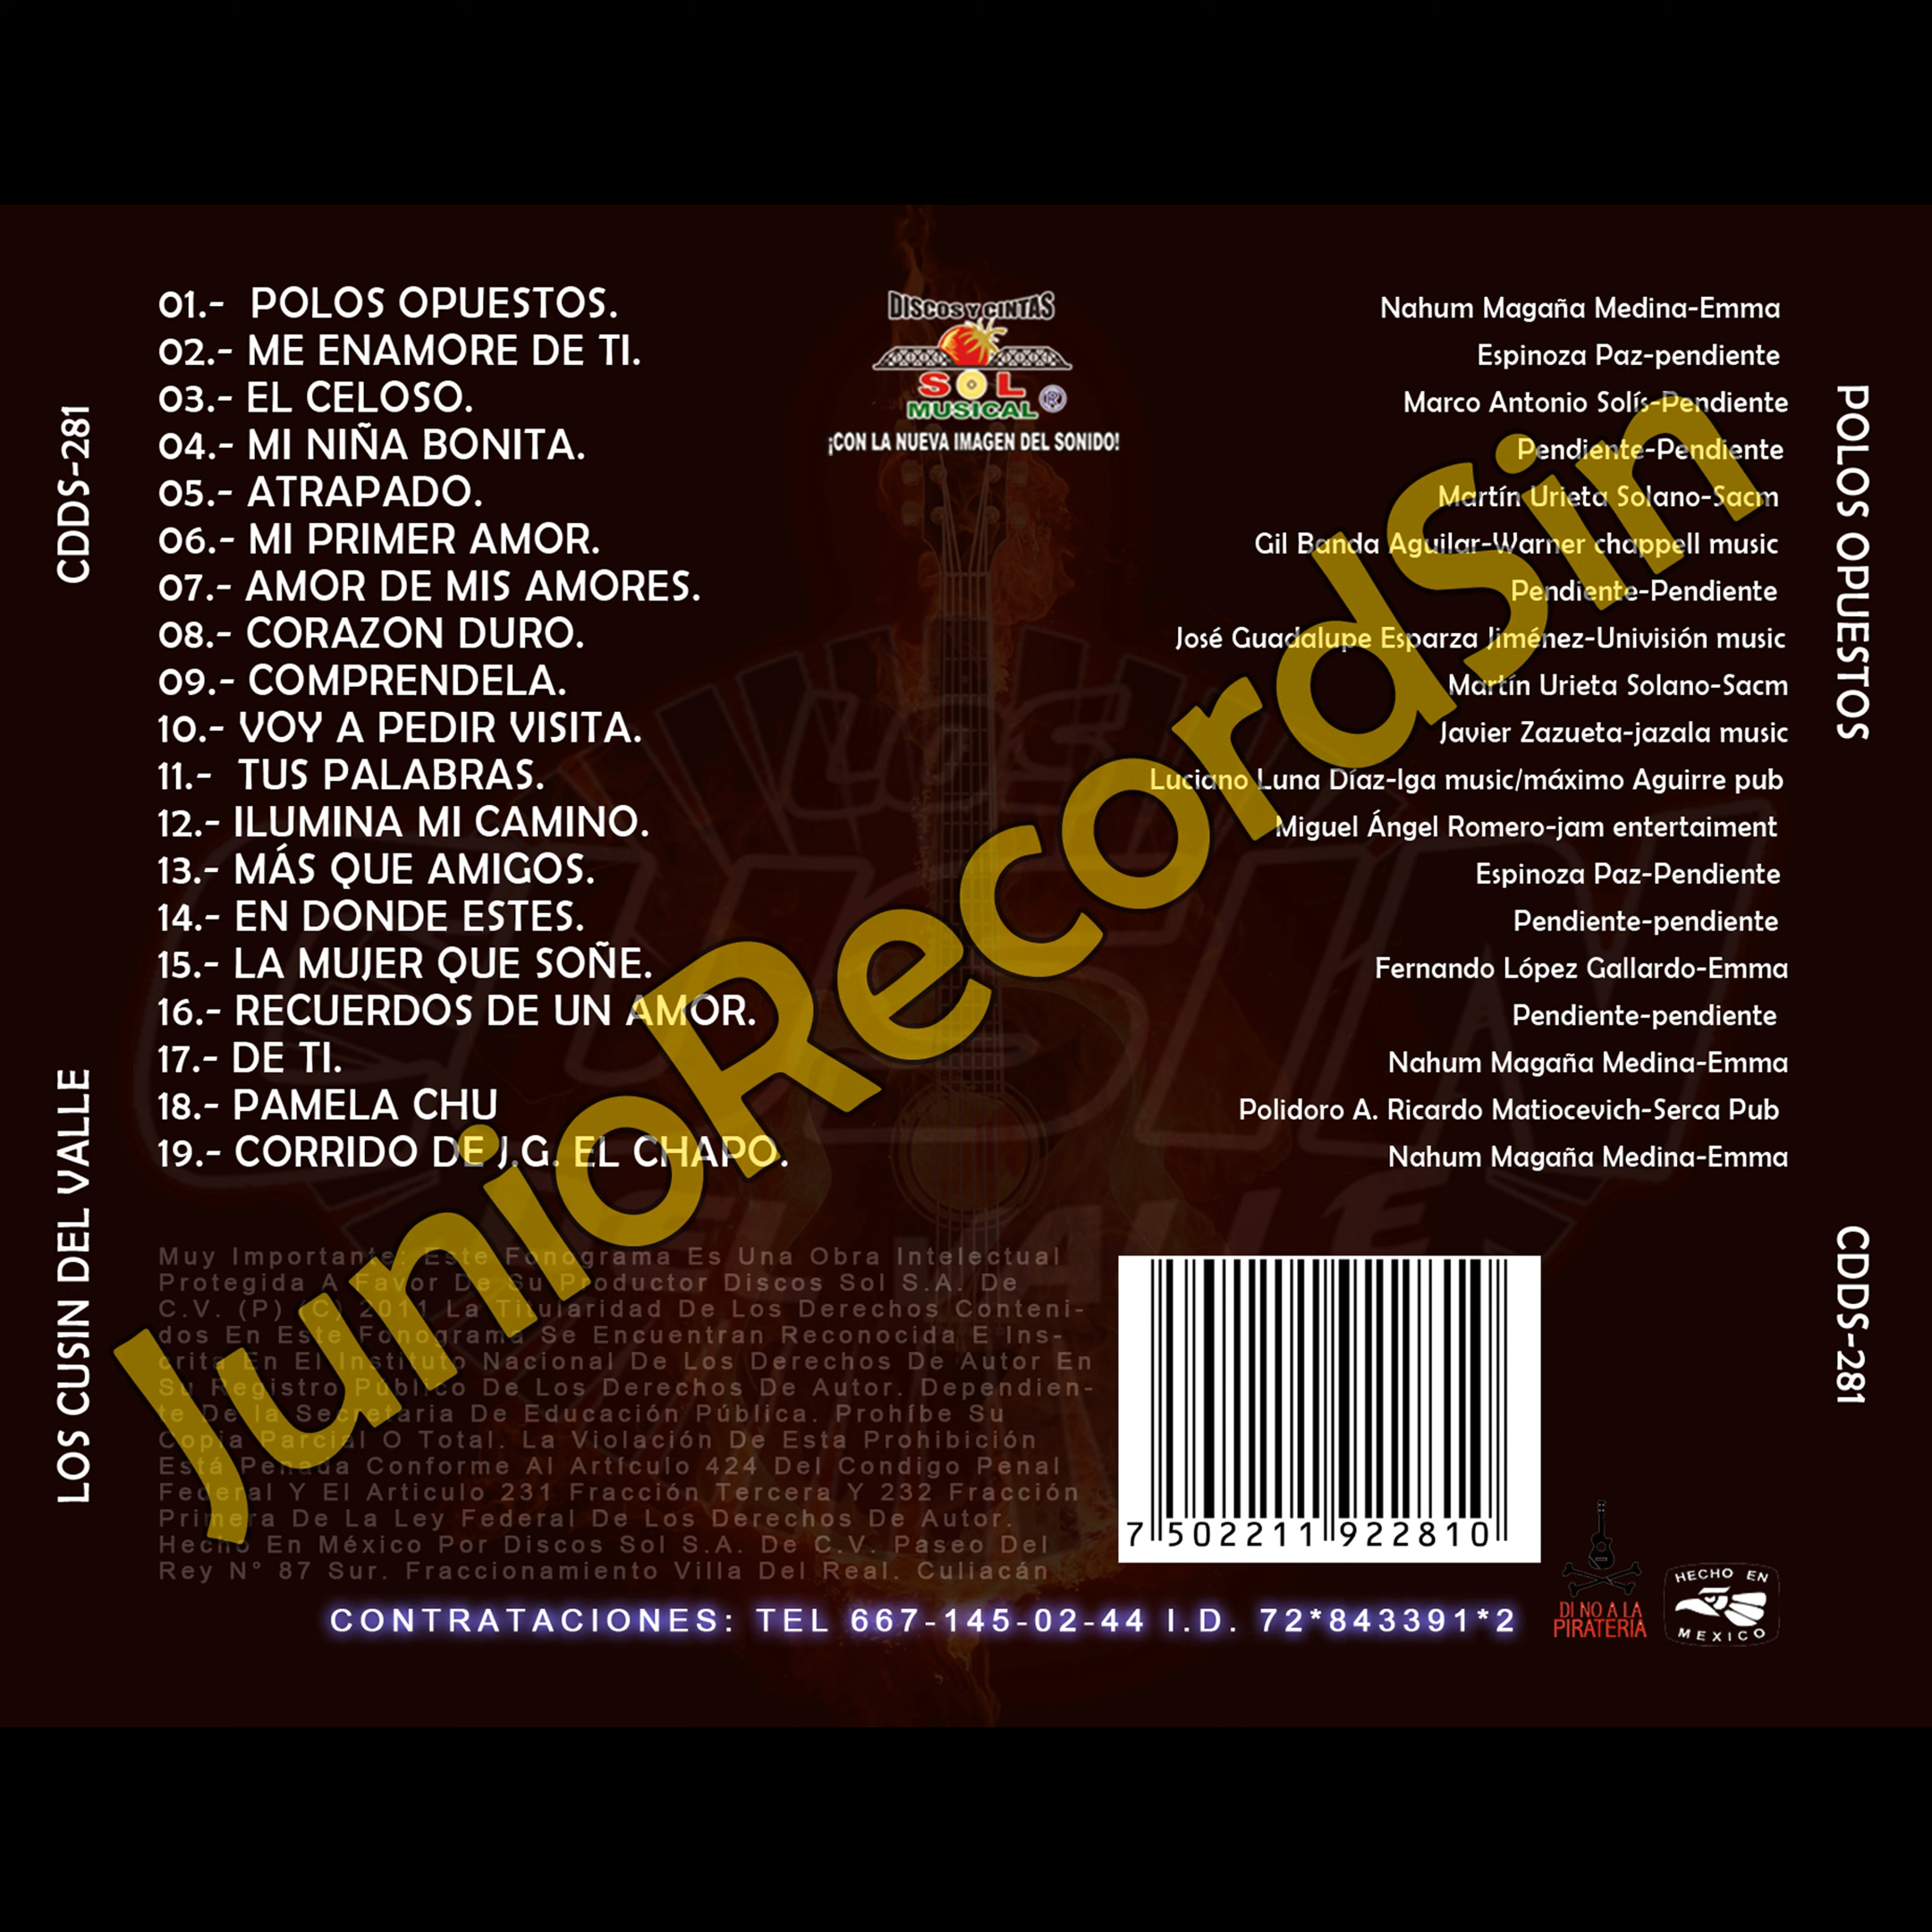 01.- POLOS OPUESTOS.
02.- ME ENAMORE DE TI.
03.- EL CELOSO.
04.- MI NIÑA BONITA.
05.- ATRAPADO.
06.- MI PRIMER AMOR.
07.- AMOR DE MIS AMORES.
08.- CORAZON DURO.
09.- COMPRENDELA.
10.- VOY A PEDIR VISITA.
11.- TUS PALABRAS.
12.- ILUMINA MI CAMINO.
13.- MÁS QUE AMIGOS.
14.- EN DONDE ESTES.
15.- LA MUJER QUE SOÑE.
16.- RECUERDOS DE UN AMOR.
17.- DE TI.
18.- PAMELA CHU
19.- CORRIDO DE J.G. EL CHAPO.
DISCOS Y CINTAS
SOL
MUSICAL ®
¡CON LA NUEVA IMAGEN DEL SONIDO!
Nahum Magaña Medina-Emma
Espinoza Paz-pendiente
Marco Antonio Solís-Pendiente
Pendiente-Pendiente
Martín Urieta Solano-Sacm
Gil Banda Aguilar-Warner chappell music
Pendiente-Pendiente
José Guadalupe Esparza Jiménez-Univisión music
Martín Urieta Solano-Sacm
Javier Zazueta-jazala music
Luciano Luna Díaz-lga music/máximo Aguirre pub
Miguel Ángel Romero-jam entertaiment
Espinoza Paz-Pendiente
Pendiente-pendiente
Fernando López Gallardo-Emma
Pendiente-pendiente
Nahum Magaña Medina-Emma
Polidoro A. Ricardo Matiocevich-Serca Pub
Nahum Magaña Medina-Emma
CDDS-281
LOS CUSIN DEL VALLE
POLOS OPUESTOS
CDDS-281
LOS
CUSIN
DEL VALLE
JunioRecordSin
Muy Importante: Este Fonograma Es Una Obra Intelectual
Protegida A Favor De Su Productor Discos Sol S.A. De
C.V. (P) (C) 2011 La Titularidad De Los Derechos Conteni-
dos En Este Fonograma Se Encuentran Reconocida E Ins-
crita En El Instituto Nacional De Los Derechos De Autor En
Su Registro Público De Los Derechos De Autor. Dependien-
te De la Secretaria De Educación Pública. Prohíbe Su
Copia Parcial O Total. La Violación De Esta Prohibición
Está Penada Conforme Al Artículo 424 Del Condigo Penal
Federal Y El Articulo 231 Fracción Tercera Y 232 Fracción
Primera De La Ley Federal De Los Derechos De Autor.
Hecho En México Por Discos Sol S.A. De C.V. Paseo Del
Rey N° 87 Sur. Fraccionamiento Villa Del Real. Culiacán
7 502211 922810
CONTRATACIONES: TEL 667-145-02-44 I.D. 72*843391*2
DI NO A LA
PIRATERIA
HECHO EN
MEXICO